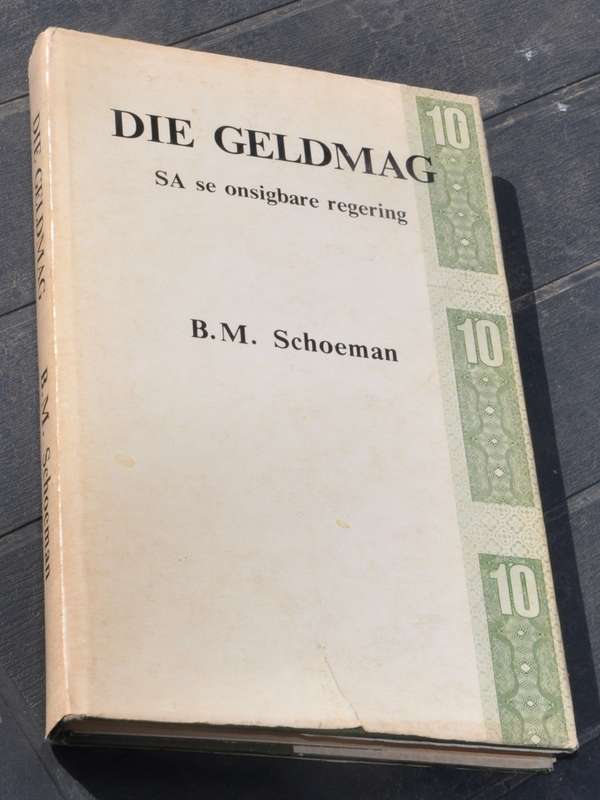 DIE GELDMAG
SA se onsigbare regering
B.M. Schoeman
10
10
10
DIE GELDMAG
B.M. Schoeman